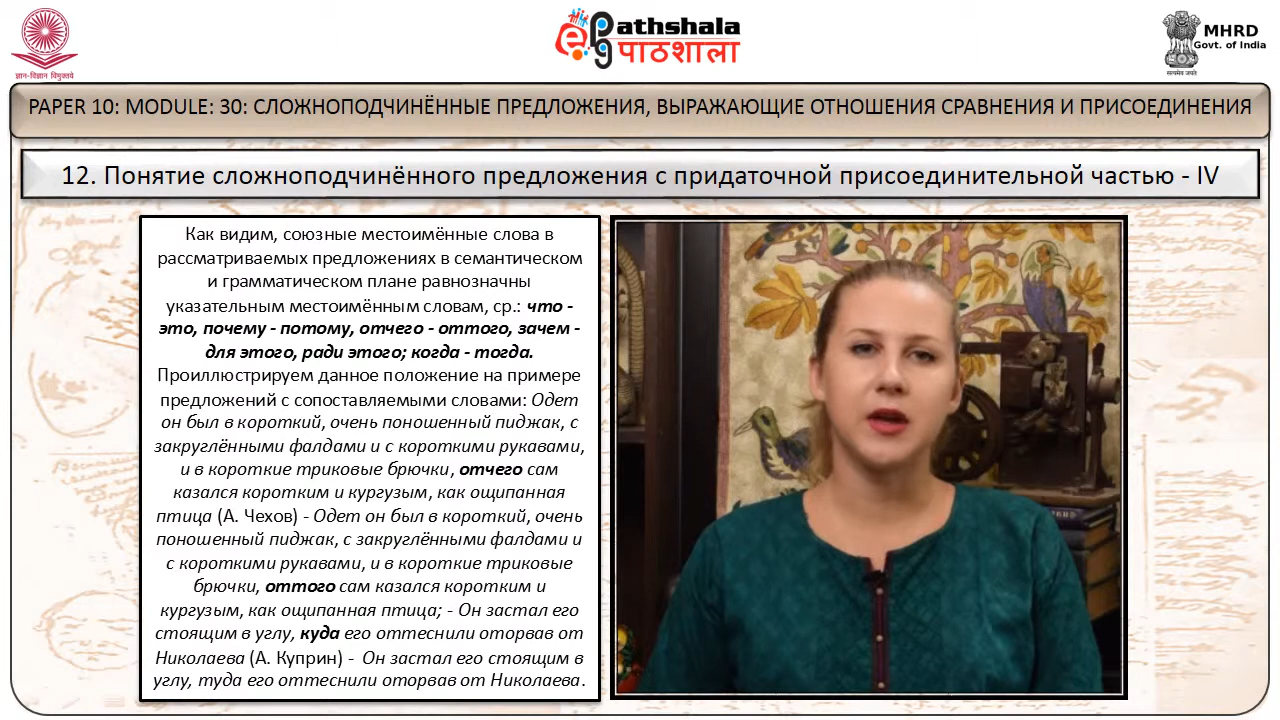 ज्ञान-विज्ञान विमुक्तये
ePg Pathshala
पाठशाला
सत्यमेव जयते
MHRD
Govt. of India
PAPER 10: MODULE: 30: СЛОЖНОПОДЧИНЁННЫЕ ПРЕДЛОЖЕНИЯ, ВЫРАЖАЮЩИЕ ОТНОШЕНИЯ СРАВНЕНИЯ И ПРИСОЕДИНЕНИЯ
12. Понятие сложноподчинённого предложения с придаточной присоединительной частью - IV
Как видим, союзные местоимённые слова в
рассматриваемых предложениях в семантическом
и грамматическом плане равнозначны
указательным местоимённым словам, ср.: что -
это, почему - потому, отчего - оттого, зачем -
для этого, ради этого; когда - тогда.
Проиллюстрируем данное положение на примере
предложений с сопоставляемыми словами: Одет
он был в короткий, очень поношенный пиджак, с
закруглёнными фалдами и с короткими рукавами,
и в короткие триковые брючки, отчего сам
казался коротким и кургузым, как ощипанная
птица (А. Чехов) - Одет он был в короткий, очень
поношенный пиджак, с закруглёнными фалдами и
с короткими рукавами, и в короткие триковые
брючки, оттого сам казался коротким и
кургузым, как ощипанная птица; - Он застал его
стоящим в углу, куда его оттеснили оторвав от
Николаева (А. Куприн) - Он застал его стоящим в
углу, туда его оттеснили оторвав от Николаева.